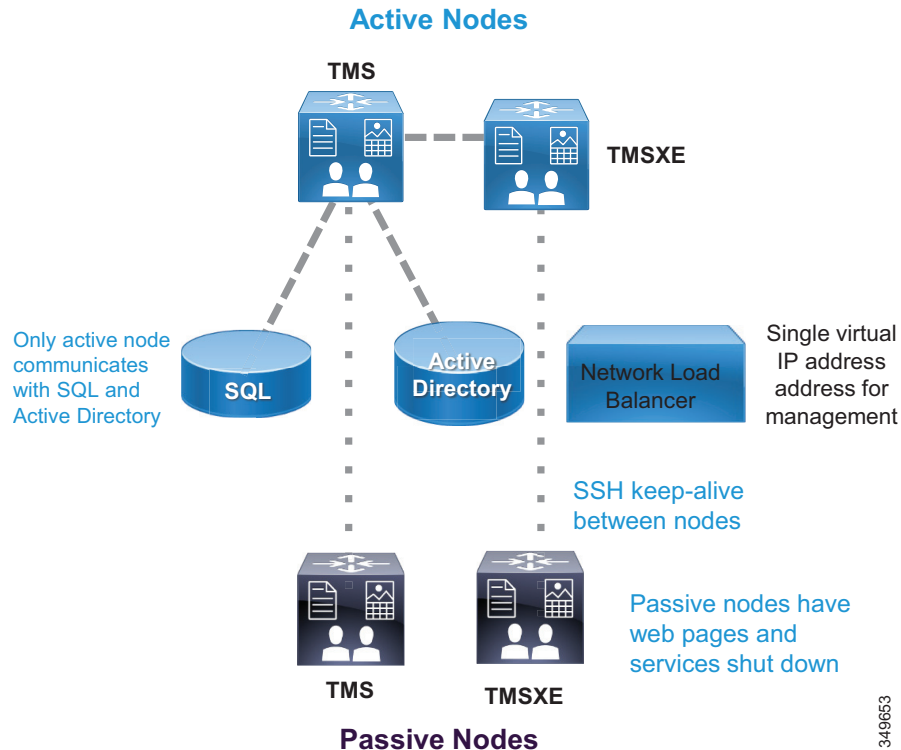 Active Nodes
TMS
TMSXE
Only active node
communicates
with SQL and
Active Directory
SQL
Active
Directory
Network Load
Balancer
Single virtual
IP address
address for
management
SSH keep-alive
between nodes
Passive nodes have
web pages and
services shut down
TMS
TMSXE
Passive Nodes
349653